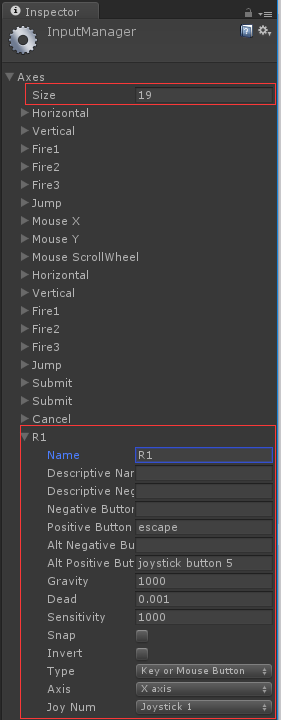 Inspector
InputManager
Axes
Size 19
Horizontal
Vertical
Fire1
Fire2
Fire3
Jump
Mouse X
Mouse Y
Mouse ScrollWheel
Horizontal
Vertical
Fire1
Fire2
Fire3
Jump
Submit
Submit
Cancel
R1
Name R1
Descriptive Nar
Descriptive Neg
Negative Button
Positive Button escape
Alt Negative Bu
Alt Positive But joystick button 5
Gravity 1000
Dead 0.001
Sensitivity 1000
Snap
Invert
Type Key or Mouse Button
Axis X axis
Joy Num Joystick 1